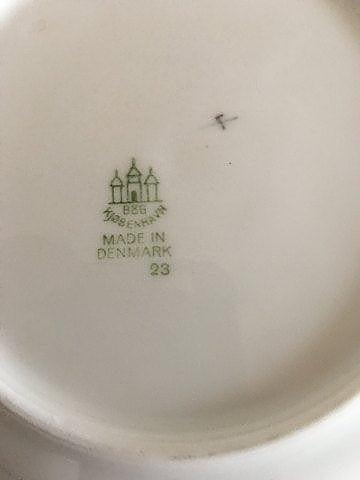 B&G
KJØBENHAVN
MADE IN
DENMARK
23